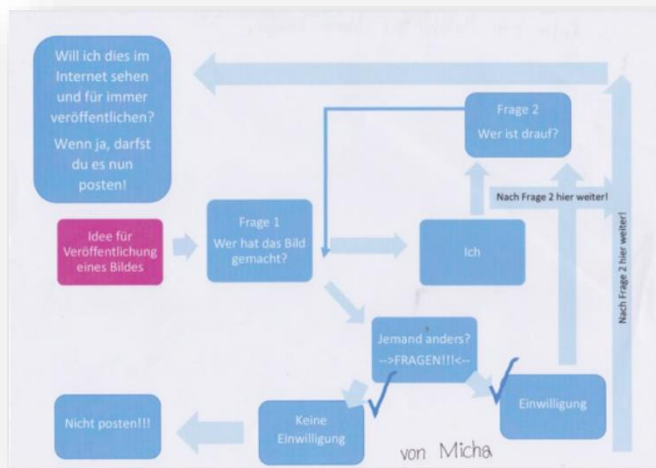 Will ich dies im
Internet sehen
und für immer
veröffentlichen?
Wenn ja, darfst
du es nun
posten!
Frage 2
Wer ist drauf?
Nach Frage 2 hier weiter!
Idee für
Veröffentlichung
eines Bildes
Frage 1
Wer hat das Bild
gemacht?
Ich
Nach Frage 2 hier weiter!
Jemand anders?
-->FRAGEN!!!<--
Nicht posten!!!
Keine
Einwilligung
Einwilligung
von Micha